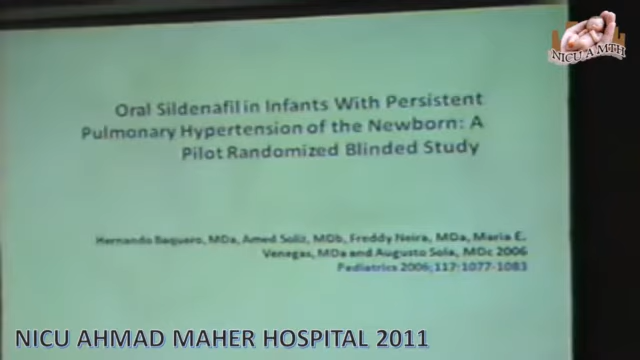 NICU A MTH
Oral Sildenafil in Infants With Persistent
Pulmonary Hypertension of the Newborn: A
Pilot Randomized Blinded Study
Hernando Baquero, MDa, Amed Soliz, MDb, Freddy Neira, MDa, Maria E.
Venegas, MDa and Augusto Sola, MDc 2006
Pediatrics 2006;117:1077-1083
NICU AHMAD MAHER HOSPITAL 2011